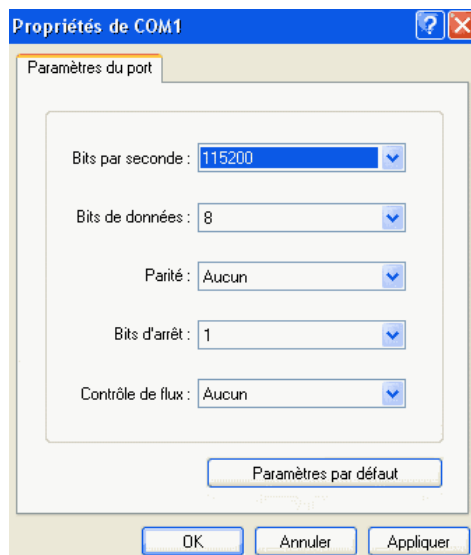 Propriétés de COM1
Paramètres du port
Bits par seconde : 115200
Bits de données : 8
Parité : Aucun
Bits d'arrêt : 1
Contrôle de flux : Aucun
Paramètres par défaut
OK Annuler Appliquer